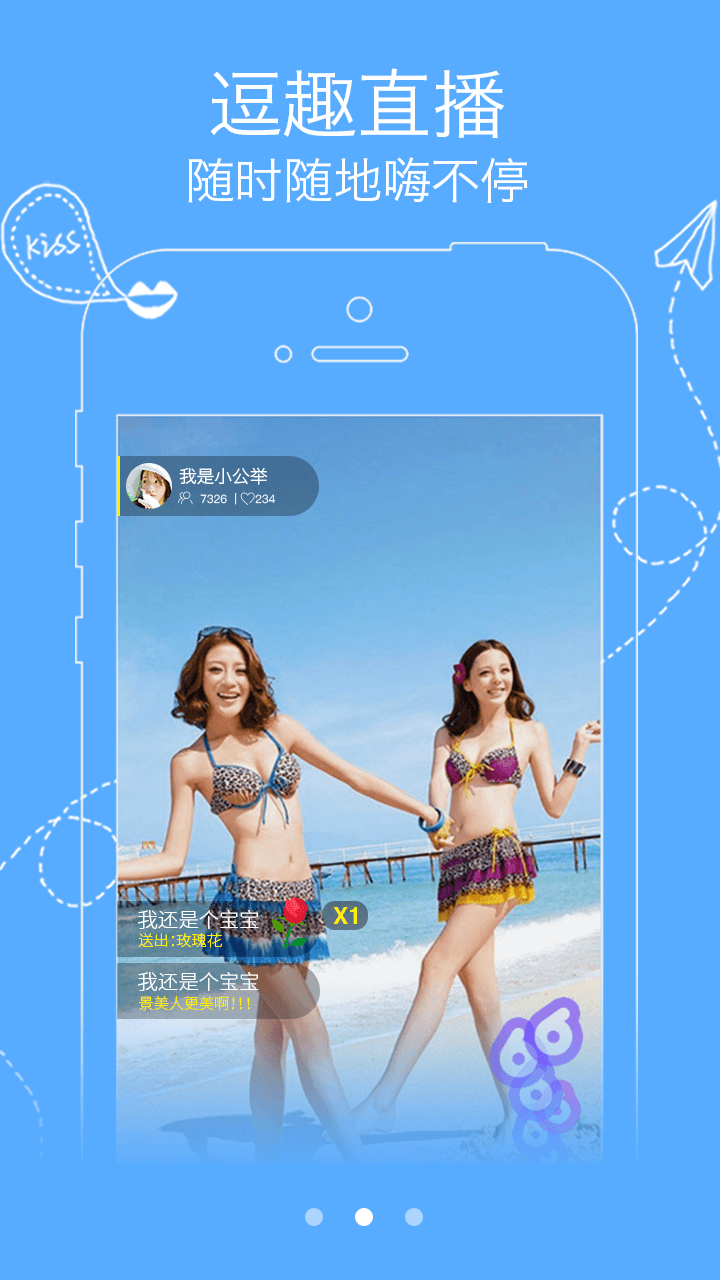 逗趣直播
随时随地嗨不停
kiss
我是小公举
7326 | 234
我还是个宝宝
送出:玫瑰花
X1
我还是个宝宝
景美人更美啊!!!